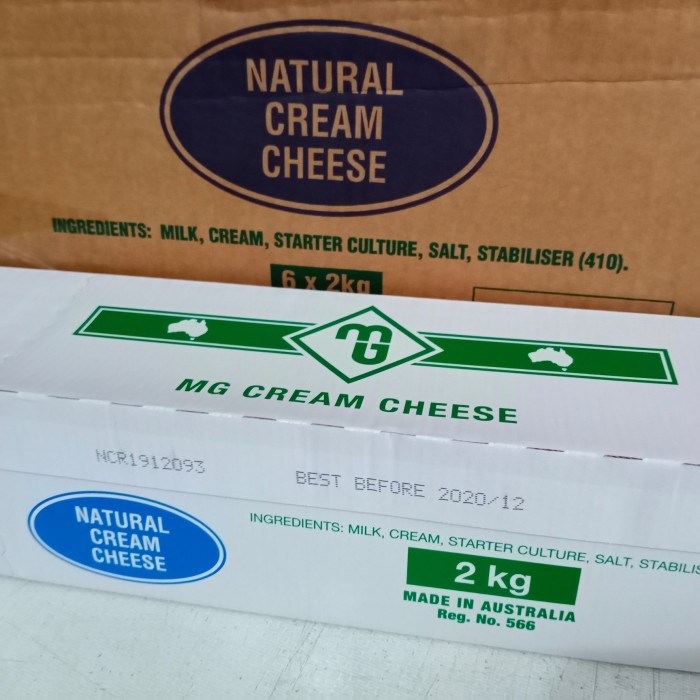 NATURAL
CREAM
CHEESE
INGREDIENTS: MILK, CREAM, STARTER CULTURE, SALT, STABILISER (410).
6 x 2kg
MG
MG CREAM CHEESE
NCR1912093
BEST BEFORE 2020/12
NATURAL
CREAM
CHEESE
INGREDIENTS: MILK, CREAM, STARTER CULTURE, SALT, STABILIS
2 kg
MADE IN AUSTRALIA
Reg. No. 566